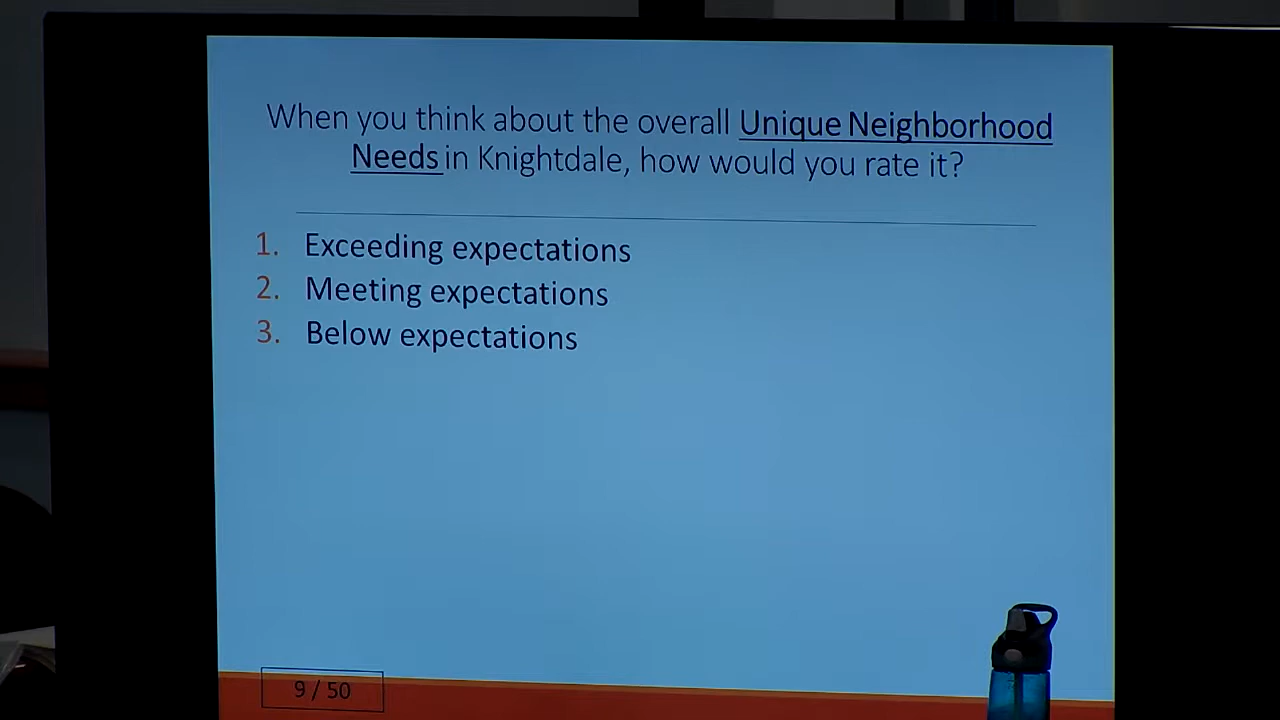 When you think about the overall Unique Neighborhood
Needs in Knightdale, how would you rate it?
1. Exceeding expectations
2. Meeting expectations
3. Below expectations
9 / 50